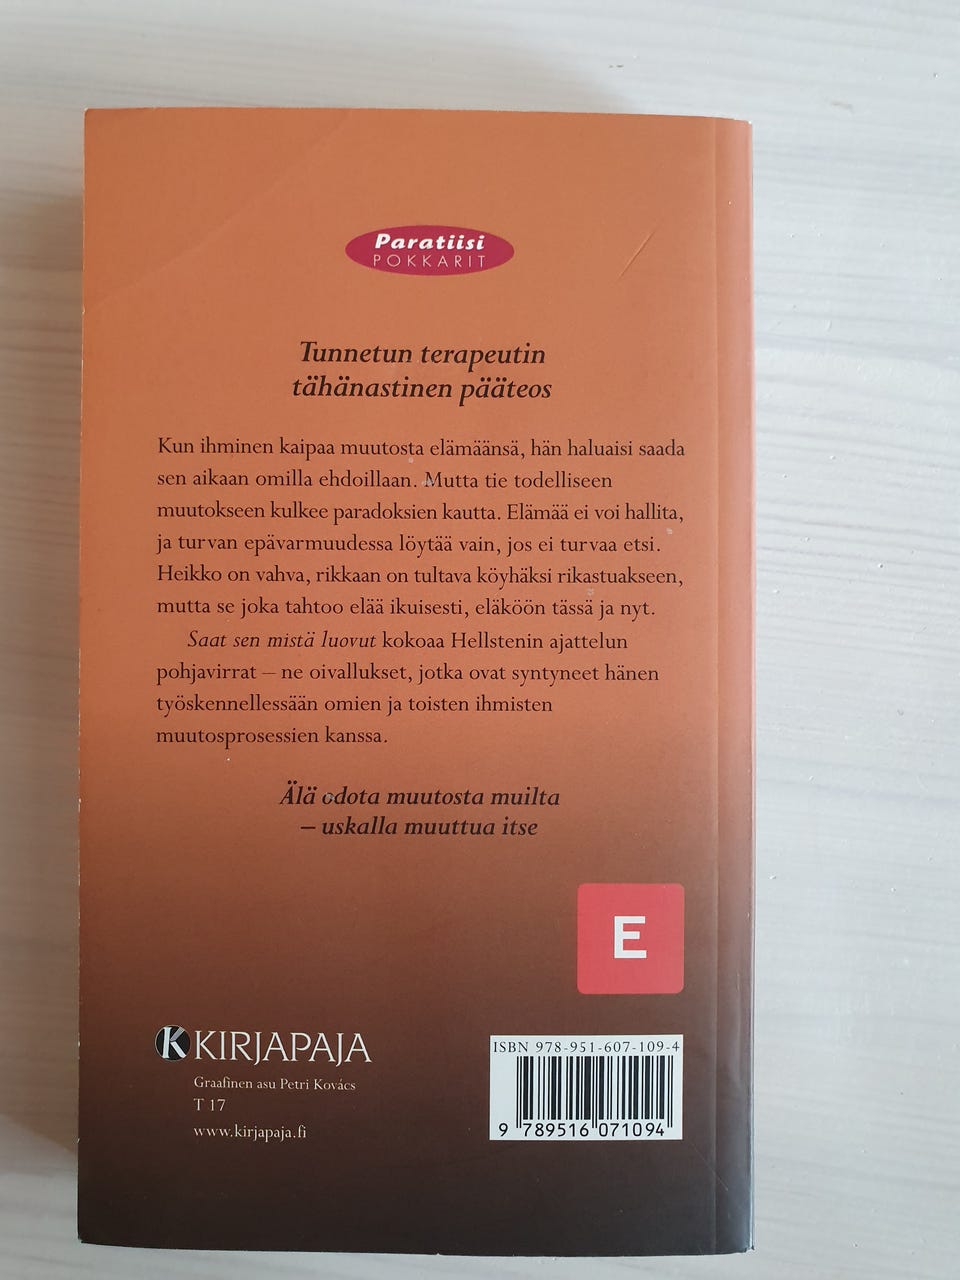 Paratiisi
POKKARIT
Tunnetun terapeutin
tähänastinen pääteos
Kun ihminen kaipaa muutosta elämäänsä, hän haluaisi saada
sen aikaan omilla ehdoillaan. Mutta tie todelliseen
muutokseen kulkee paradoksien kautta. Elämää ei voi hallita,
ja turvan epävarmuudessa löytää vain, jos ei turvaa etsi.
Heikko on vahva, rikkaan on tultava köyhäksi rikastuakseen,
mutta se joka tahtoo elää ikuisesti, eläköön tässä ja nyt.
Saat sen mistä luovut kokoaa Hellstenin ajattelun
pohjavirrat – ne oivallukset, jotka ovat syntyneet hänen
työskennellessään omien ja toisten ihmisten
muutosprosessien kanssa.
Älä odota muutosta muilta
– uskalla muuttua itse
E
K KIRJAPAJA
Graafinen asu Petri Kovács
T 17
www.kirjapaja.fi
ISBN 978-951-607-109-4
9 789516 071094